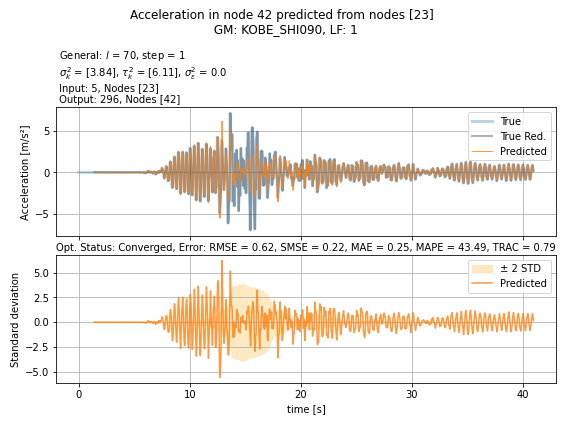 Acceleration in node 42 predicted from nodes [23]
GM: KOBE_SHI090, LF: 1
General: l = 70, step = 1
σ²ₖ = [3.84], τ²ₖ = [6.11], σ²ε = 0.0
Input: 5, Nodes [23]
Output: 296, Nodes [42]
Acceleration [m/s²]
5
0
−5
True
True Red.
Predicted
Opt. Status: Converged, Error: RMSE = 0.62, SMSE = 0.22, MAE = 0.25, MAPE = 43.49, TRAC = 0.79
Standard deviation
5.0
2.5
0.0
−2.5
−5.0
± 2 STD
Predicted
0 10 20 30 40
time [s]